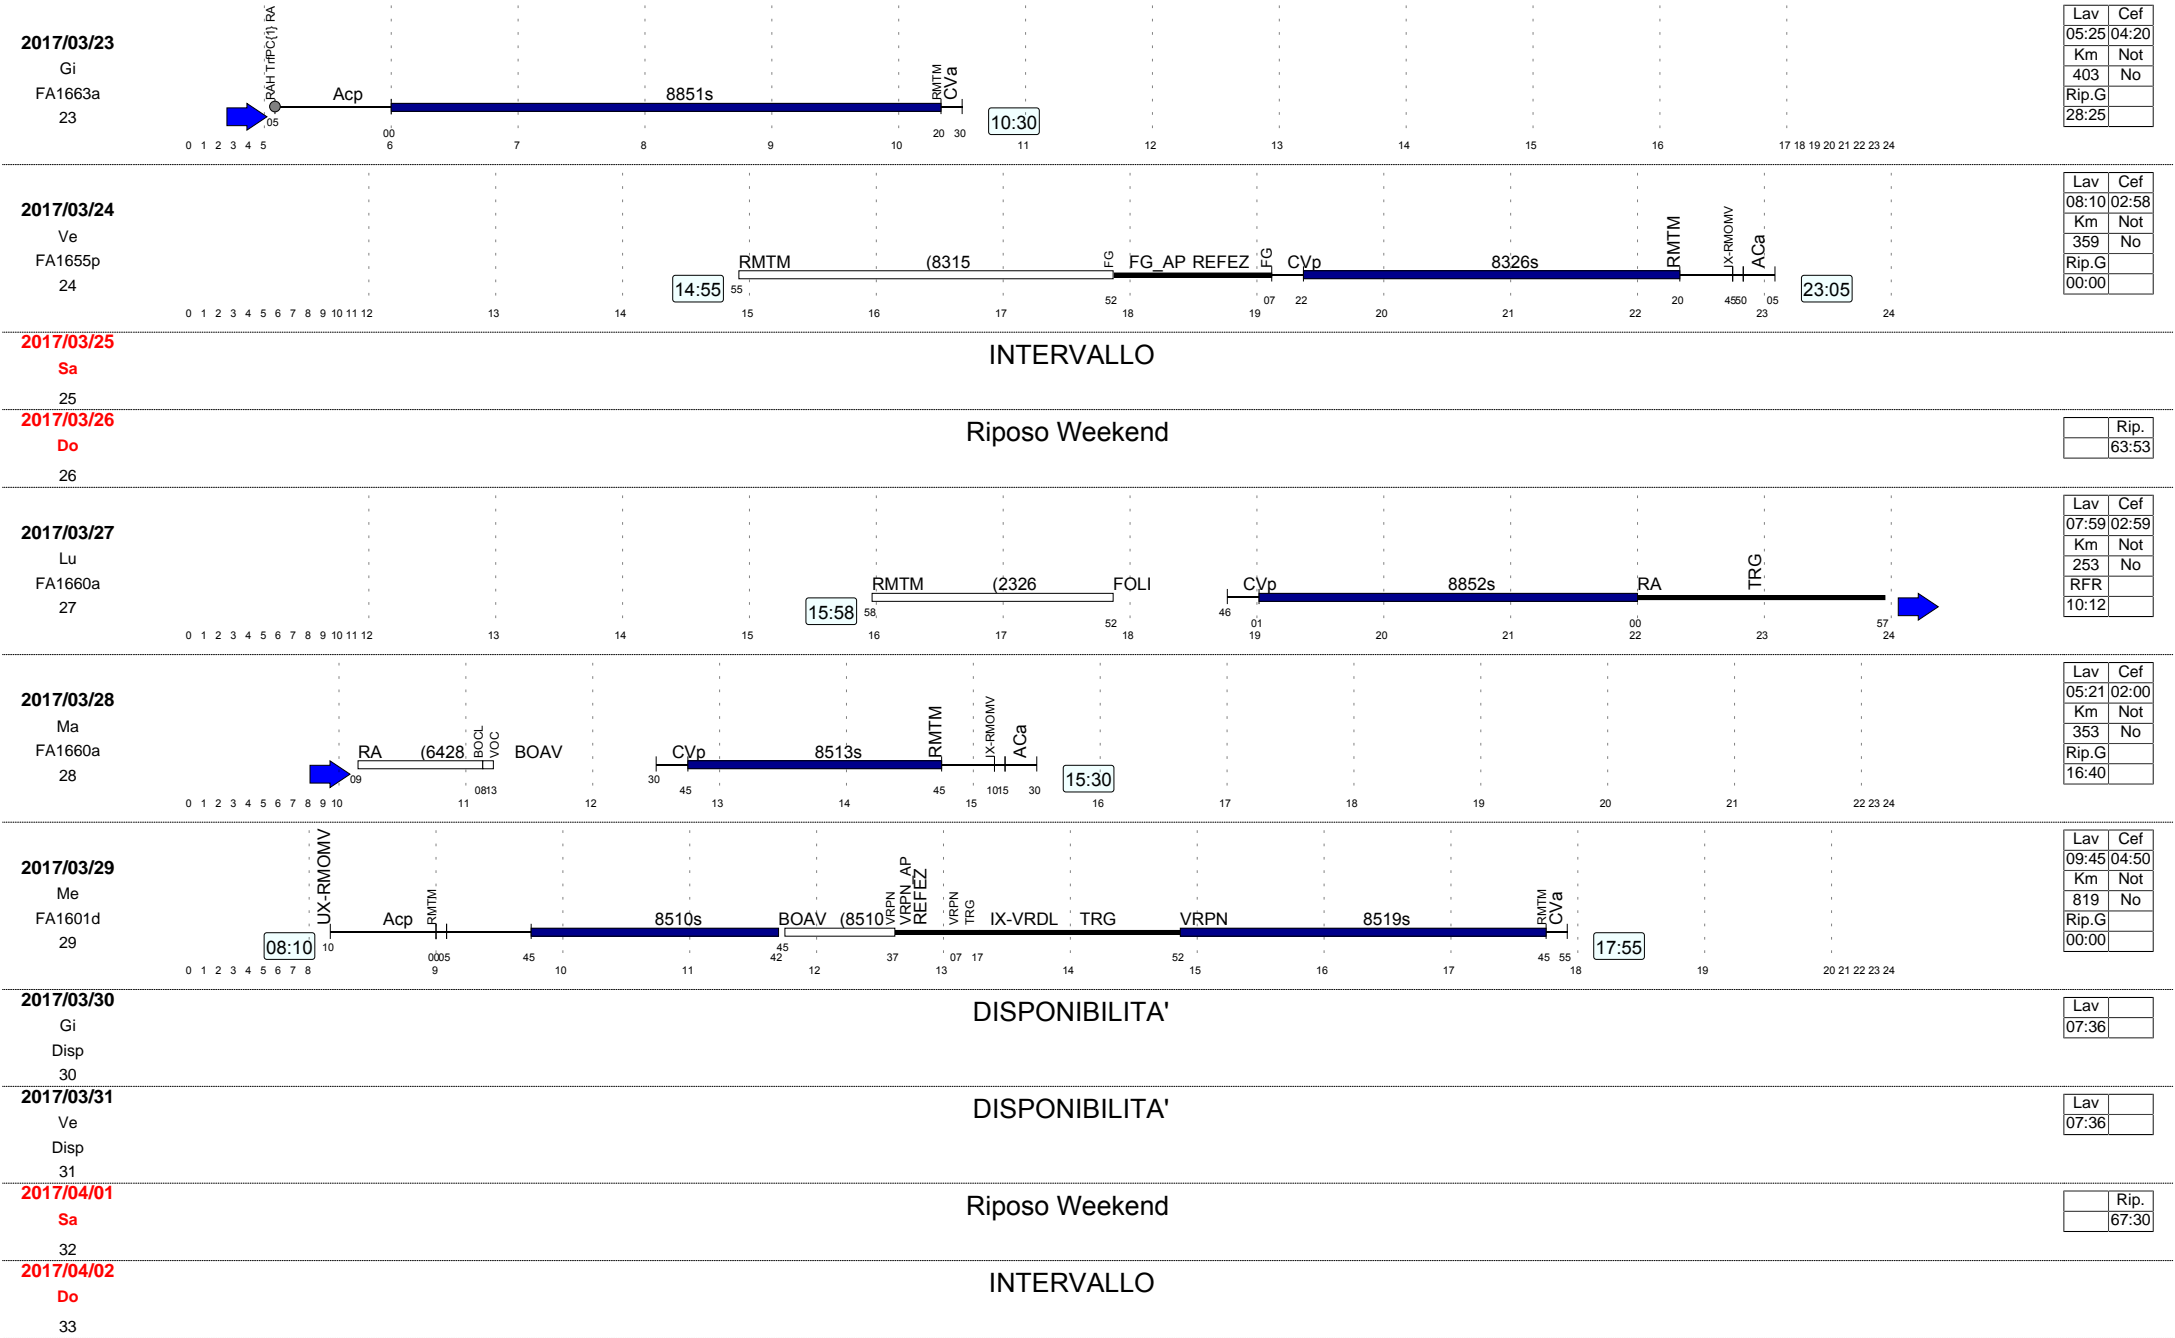 2017/03/23
Gi
FA1663a
23
RAH TrfPC{1} RA
Acp
8851s
RMTM
CVa
10:30
05
00
20 30
0 1 2 3 4 5 6 7 8 9 10 11 12 13 14 15 16 17 18 19 20 21 22 23 24
Lav Cef
05:25 04:20
Km Not
403 No
Rip.G
28:25
2017/03/24
Ve
FA1655p
24
14:55
RMTM (8315 FG FG_AP REFEZ FG CVp 8326s RMTM IX-RMOMV ACa
23:05
55 52 07 22 20 45 50 05
0 1 2 3 4 5 6 7 8 9 10 11 12 13 14 15 16 17 18 19 20 21 22 23 24
Lav Cef
08:10 02:58
Km Not
359 No
Rip.G
00:00
2017/03/25
Sa
25
INTERVALLO
2017/03/26
Do
26
Riposo Weekend
Rip.
63:53
2017/03/27
Lu
FA1660a
27
15:58
RMTM (2326 FOLI CVp 8852s RA TRG
58 52 46 01 00 57
0 1 2 3 4 5 6 7 8 9 10 11 12 13 14 15 16 17 18 19 20 21 22 23 24
Lav Cef
07:59 02:59
Km Not
253 No
RFR
10:12
2017/03/28
Ma
FA1660a
28
RA (6428 BOCL VOC BOAV CVp 8513s RMTM IX-RMOMV ACa
15:30
09 08 13 30 45 45 10 15 30
0 1 2 3 4 5 6 7 8 9 10 11 12 13 14 15 16 17 18 19 20 21 22 23 24
Lav Cef
05:21 02:00
Km Not
353 No
Rip.G
16:40
2017/03/29
Me
FA1601d
29
08:10
UX-RMOMV Acp RMTM 8510s BOAV (8510 VRPN VRPN_AP REFEZ VRPN TRG IX-VRDL TRG VRPN 8519s RMTM CVa
17:55
10 00 05 45 42 45 37 07 17 52 45 55
0 1 2 3 4 5 6 7 8 9 10 11 12 13 14 15 16 17 18 19 20 21 22 23 24
Lav Cef
09:45 04:50
Km Not
819 No
Rip.G
00:00
2017/03/30
Gi
Disp
30
DISPONIBILITA'
Lav
07:36
2017/03/31
Ve
Disp
31
DISPONIBILITA'
Lav
07:36
2017/04/01
Sa
32
Riposo Weekend
Rip.
67:30
2017/04/02
Do
33
INTERVALLO